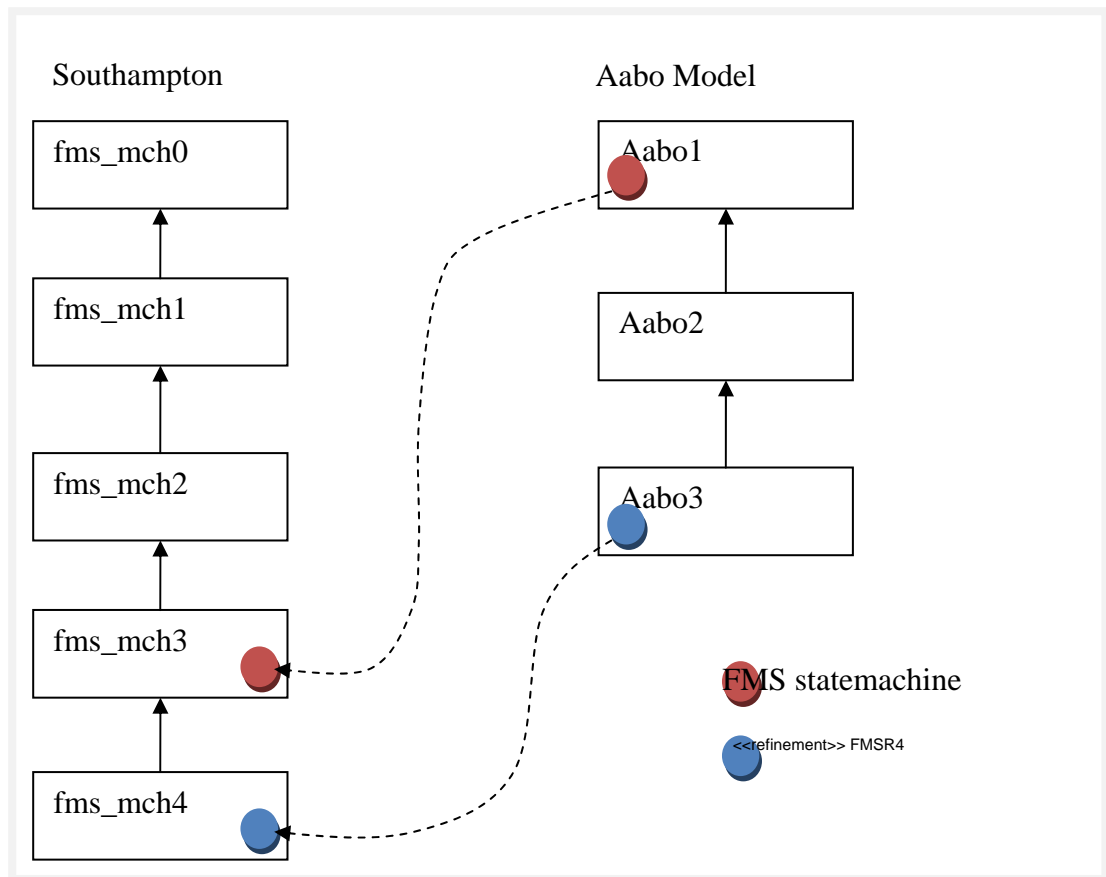 Southampton
Aabo Model
fms_mch0
Aabo1
fms_mch1
Aabo2
fms_mch2
Aabo3
fms_mch3
FMS statemachine
<<refinement>> FMSR4
fms_mch4